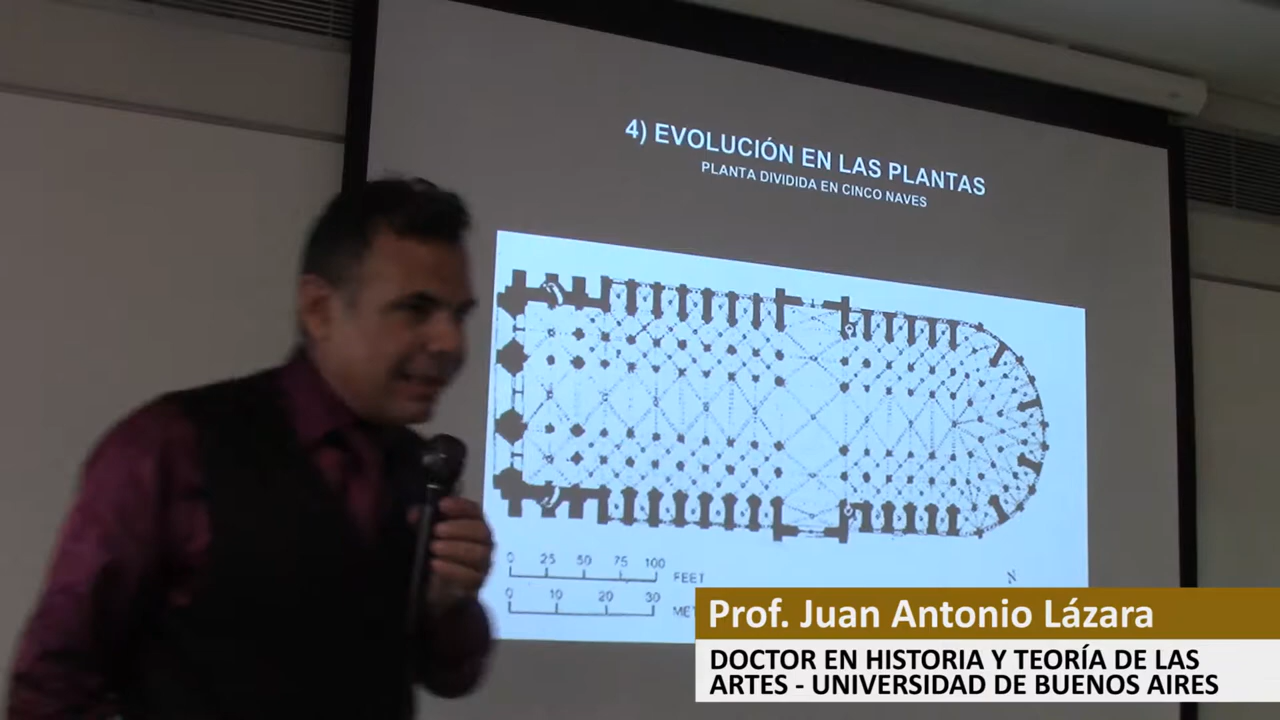 4) EVOLUCIÓN EN LAS PLANTAS
PLANTA DIVIDIDA EN CINCO NAVES
0 25 50 75 100
FEET
0 10 20 30
N
Prof. Juan Antonio Lázara
DOCTOR EN HISTORIA Y TEORÍA DE LAS
ARTES - UNIVERSIDAD DE BUENOS AIRES